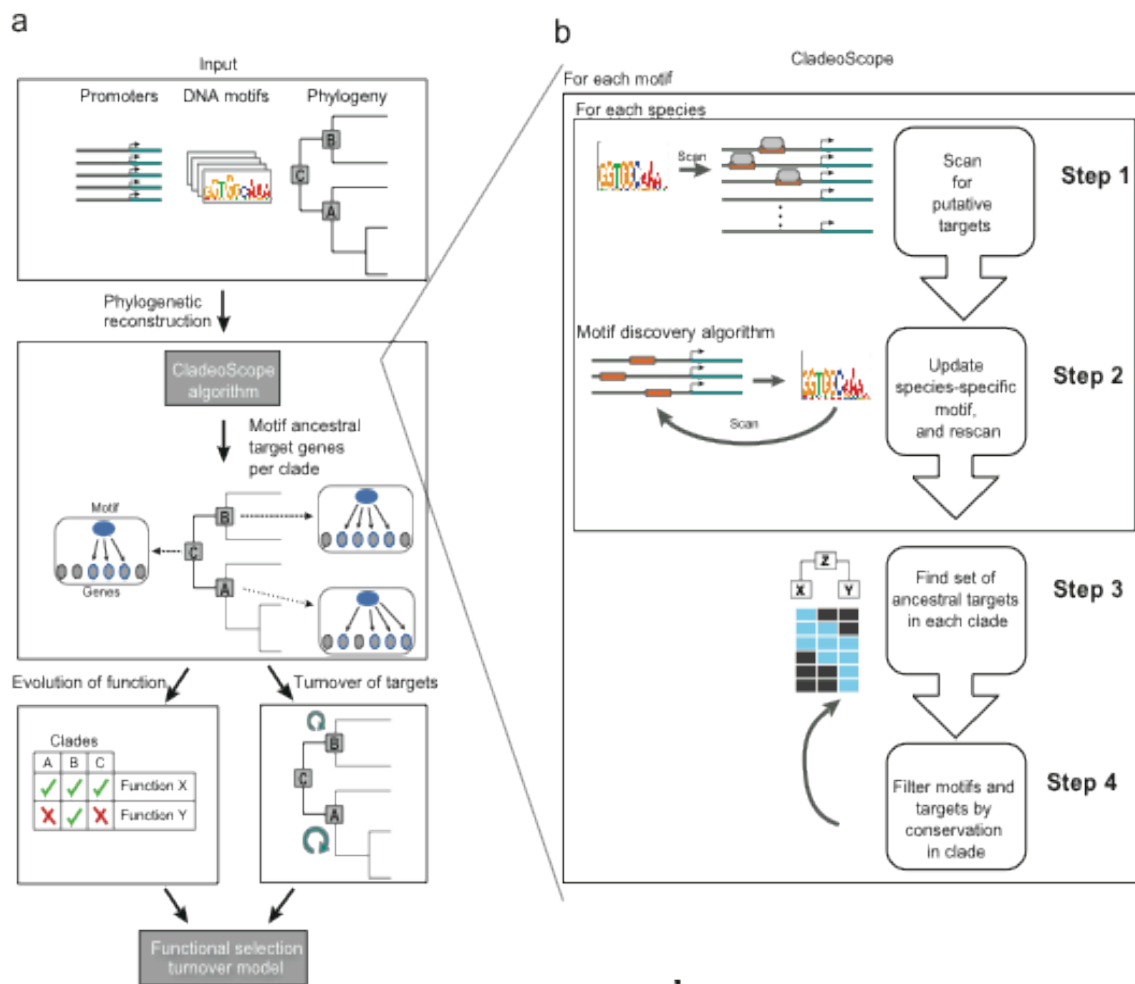 a
Input
Promoters
DNA motifs
Phylogeny
B
C
A
Phylogenetic
reconstruction
CladeoScope
algorithm
Motif ancestral
target genes
per clade
Motif
Genes
B
C
A
Evolution of function
Turnover of targets
Clades
A B C
Function X
Function Y
B
C
A
Functional selection
turnover model
b
CladeoScope
For each motif
For each species
Scan
Scan
for
putative
targets
Step 1
Motif discovery algorithm
Scan
Update
species-specific
motif,
and rescan
Step 2
Z
X Y
Find set of
ancestral targets
in each clade
Step 3
Filter motifs and
targets by
conservation
in clade
Step 4